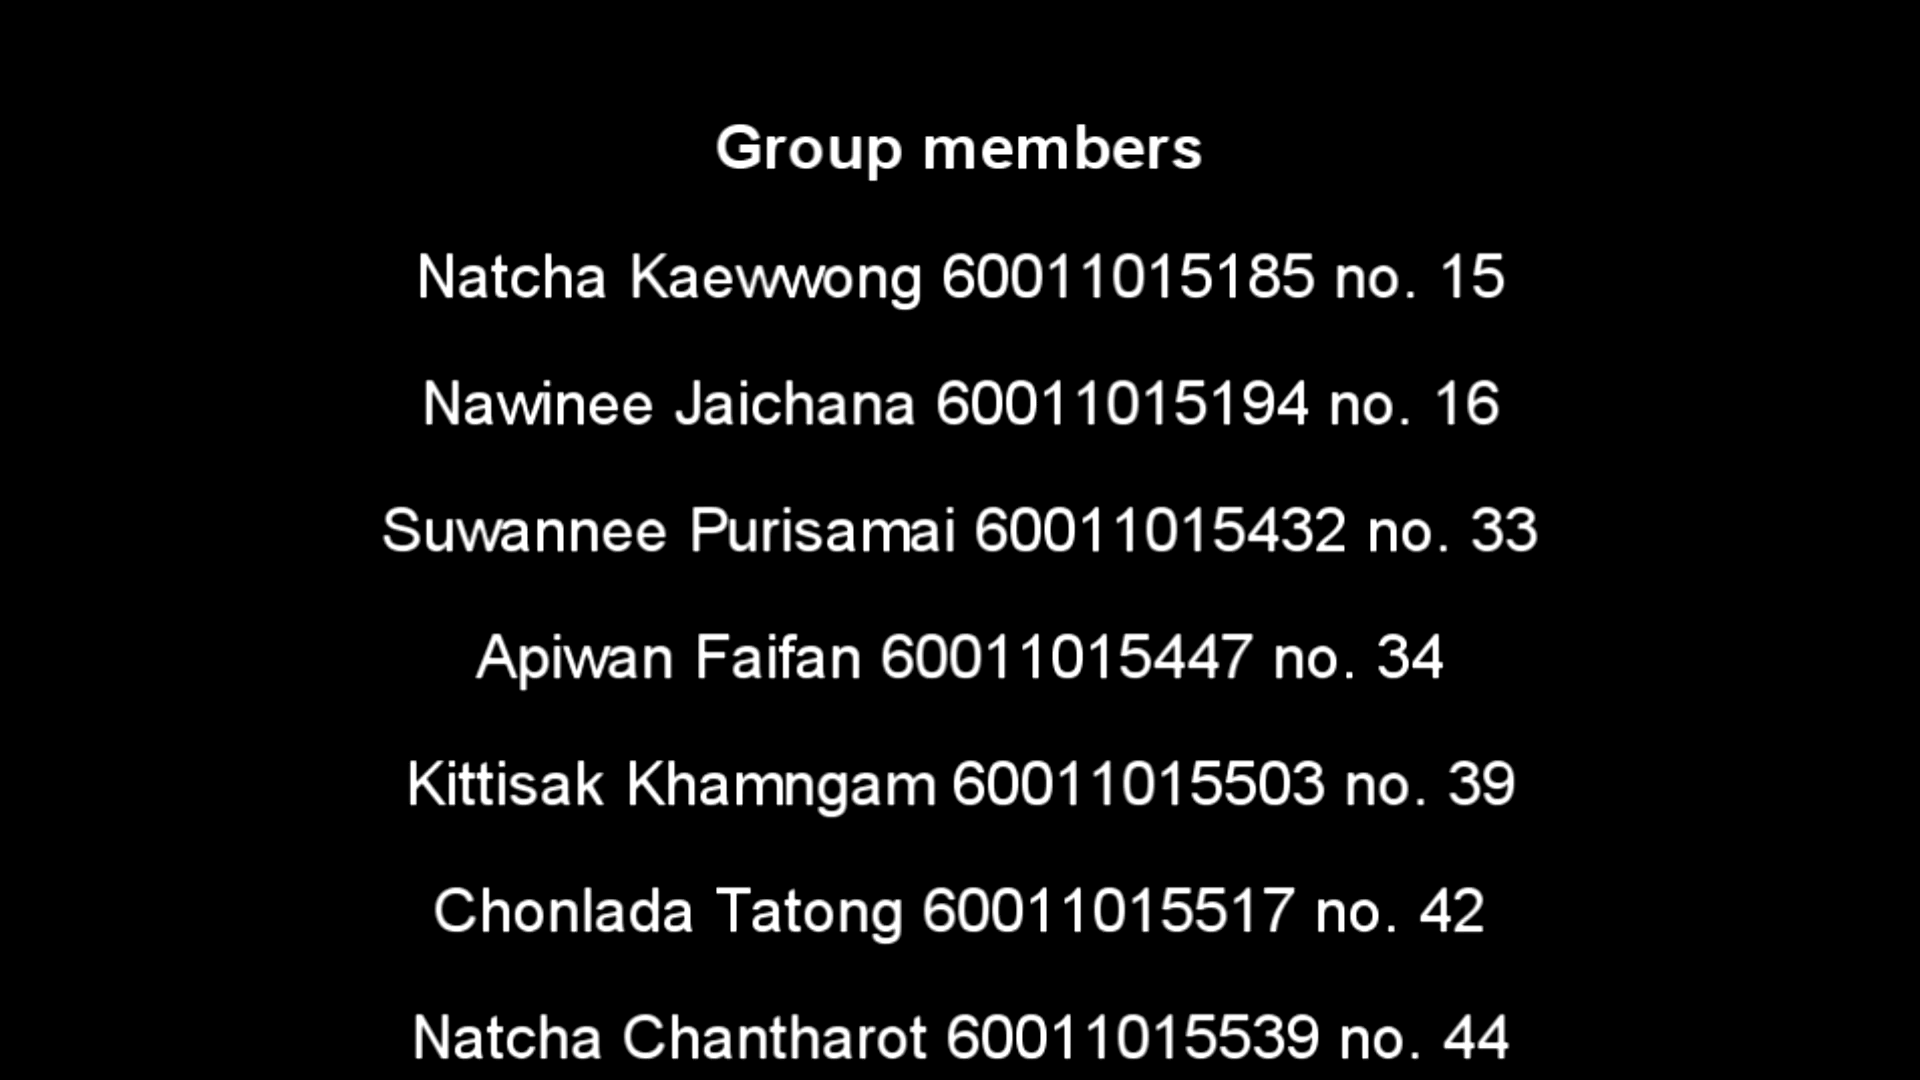 Group members
Natcha Kaewwong 60011015185 no. 15
Nawinee Jaichana 60011015194 no. 16
Suwannee Purisamai 60011015432 no. 33
Apiwan Faifan 60011015447 no. 34
Kittisak Khamngam 60011015503 no. 39
Chonlada Tatong 60011015517 no. 42
Natcha Chantharot 60011015539 no. 44